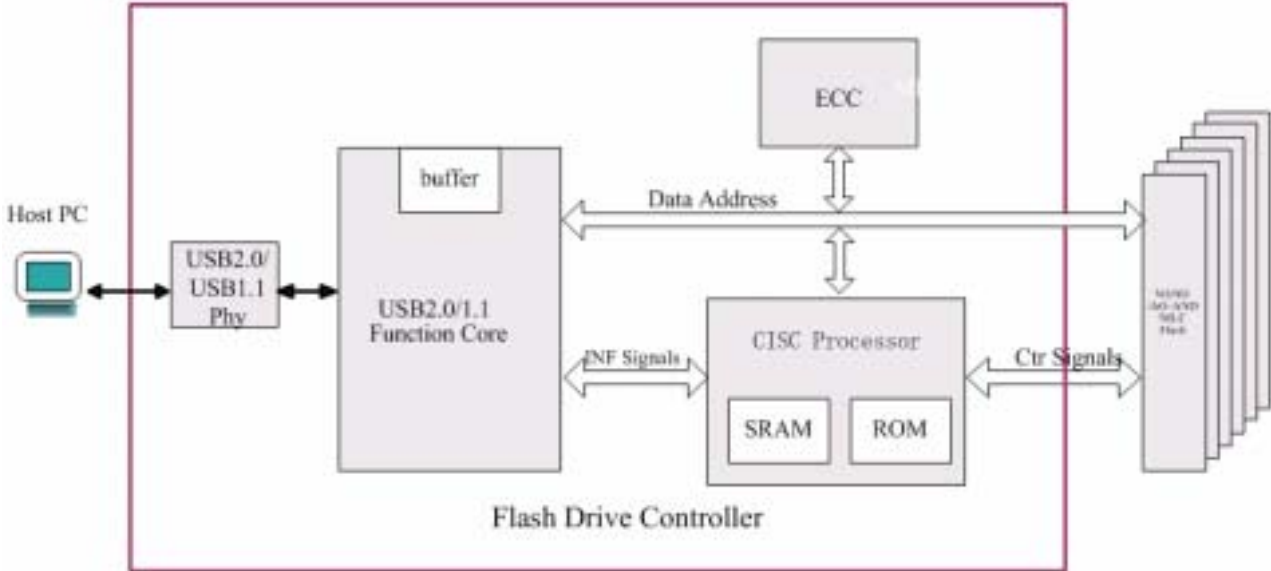 ECC
buffer
Data Address
Host PC
USB2.0/
USB1.1
Phy
USB2.0/1.1
Function Core
CISC Processor
INF Signals
Ctr Signals
SRAM
ROM
Flash
Flash Drive Controller